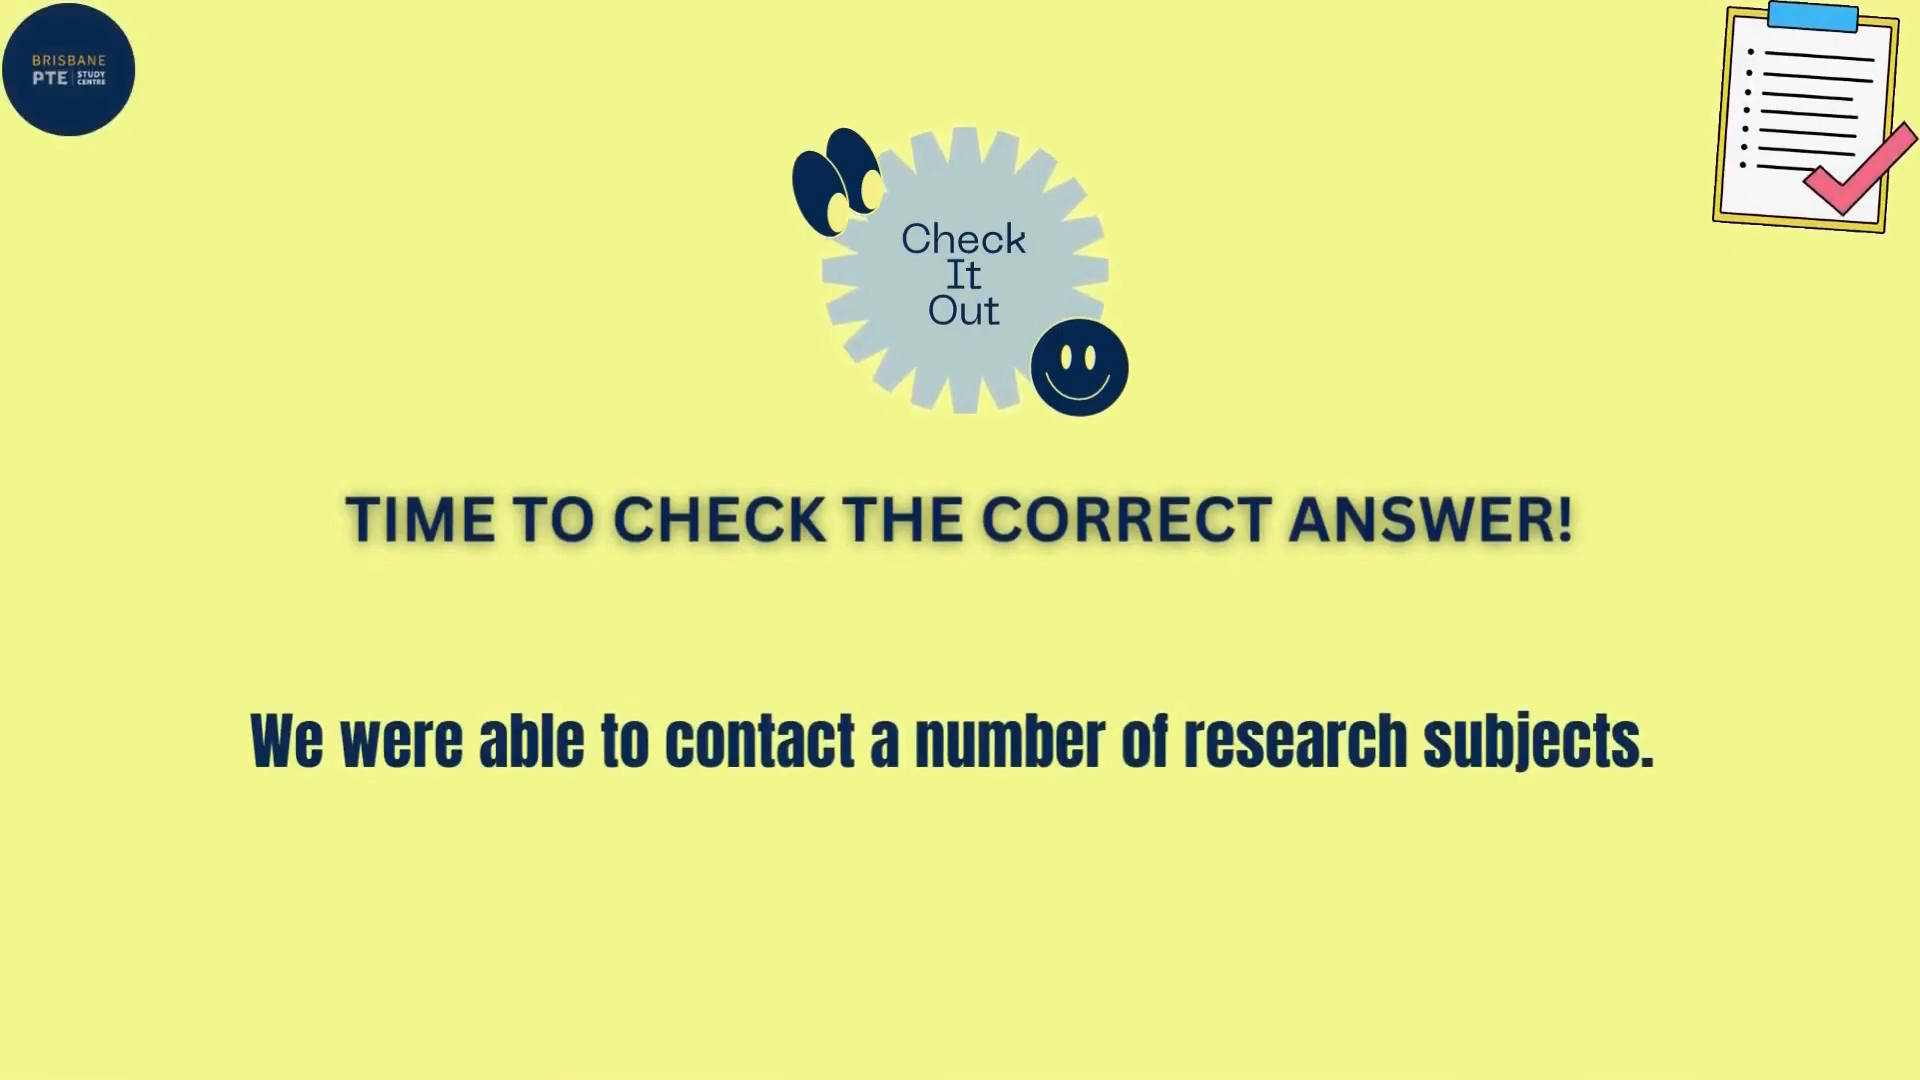 BRISBANE
PTE STUDY CENTRE
Check
It
Out
TIME TO CHECK THE CORRECT ANSWER!
We were able to contact a number of research subjects.